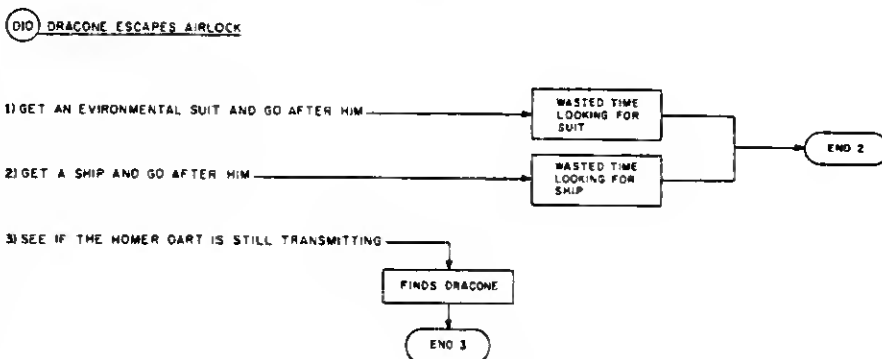 D10 DRACONE ESCAPES AIRLOCK
1) GET AN EVIRONMENTAL SUIT AND GO AFTER HIM
WASTED TIME
LOOKING FOR
SUIT
END 2
2) GET A SHIP AND GO AFTER HIM
WASTED TIME
LOOKING FOR
SHIP
3) SEE IF THE HOMER DART IS STILL TRANSMITTING
FINDS DRACONE
END 3